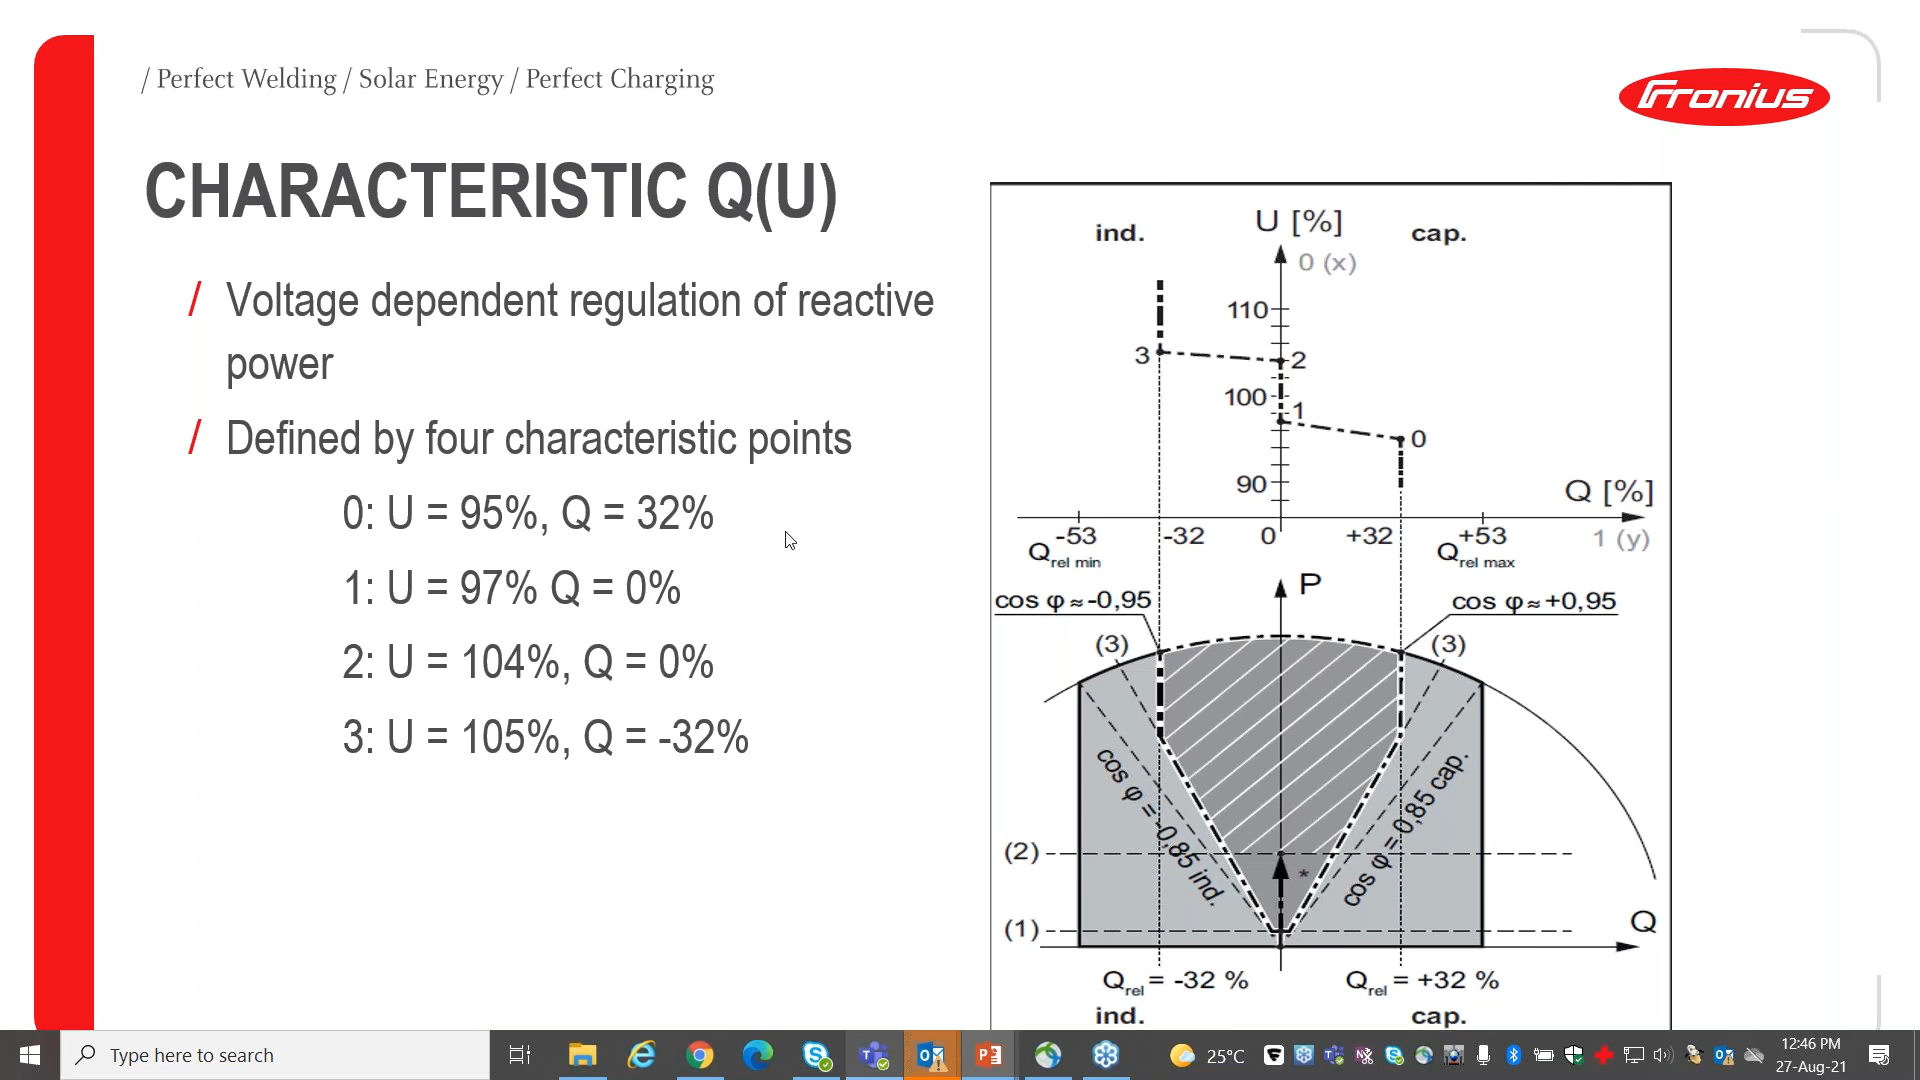 / Perfect Welding / Solar Energy / Perfect Charging
Fronius
CHARACTERISTIC Q(U)
/ Voltage dependent regulation of reactive
power
/ Defined by four characteristic points
0: U = 95%, Q = 32%
1: U = 97% Q = 0%
2: U = 104%, Q = 0%
3: U = 105%, Q = -32%
ind. U [%] cap.
0 (x)
110
3 2
100 1
0
90
Q [%]
-53 -32 0 +32 +53 1 (y)
Qrel min Qrel max
P
cos φ ≈ -0,95 cos φ ≈ +0,95
(3) (3)
cos φ = -0,85 ind. cos φ = 0,85 cap.
(2)
*
(1) Q
Qrel = -32 % Qrel = +32 %
ind. cap.
Type here to search
25°C
12:46 PM
27-Aug-21